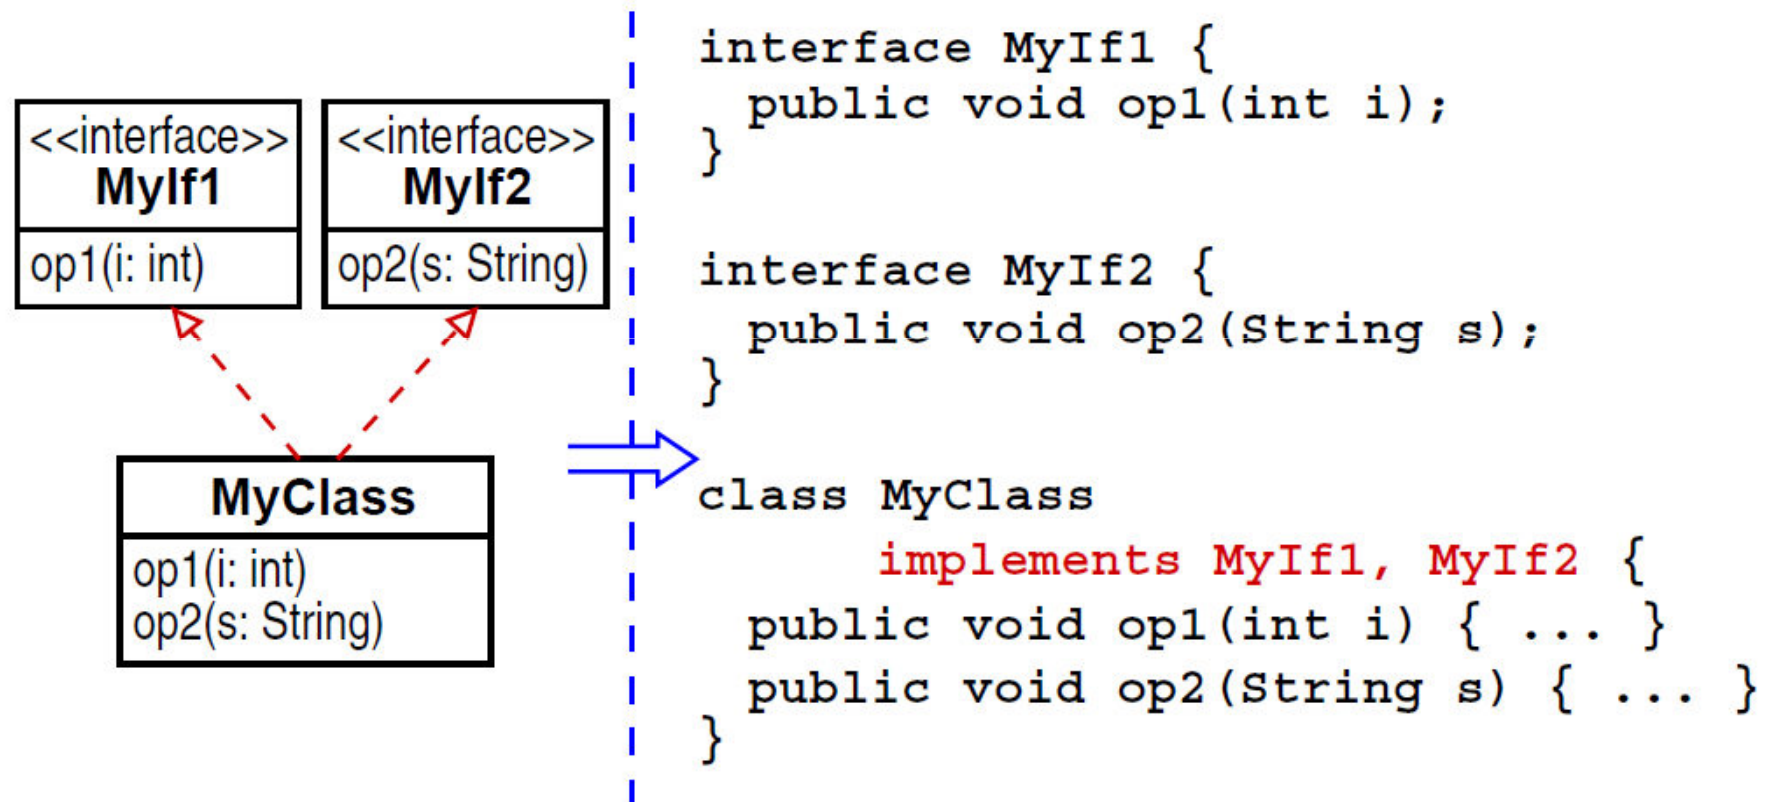 <<interface>>
MyIf1
op1(i: int)
<<interface>>
MyIf2
op2(s: String)
MyClass
op1(i: int)
op2(s: String)
interface MyIf1 {
public void op1(int i);
}
interface MyIf2 {
public void op2(String s);
}
class MyClass
implements MyIf1, MyIf2 {
public void op1(int i) { ... }
public void op2(String s) { ... }
}